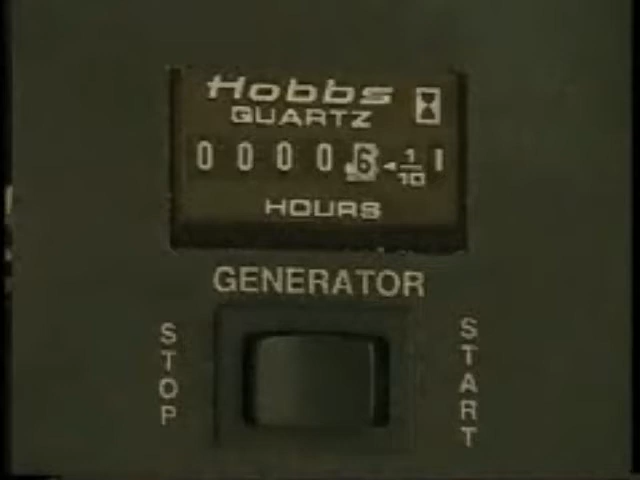 Hobbs
QUARTZ
0 0 0 0 6 1/10
HOURS
GENERATOR
STOP
START